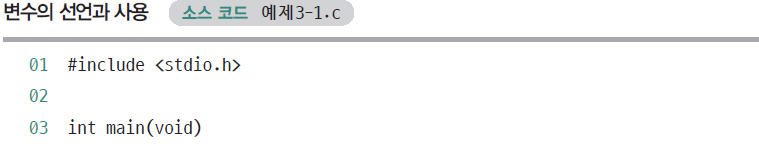 변수의 선언과 사용 소스 코드 예제3-1.c
01 #include <stdio.h>
02
03 int main(void)